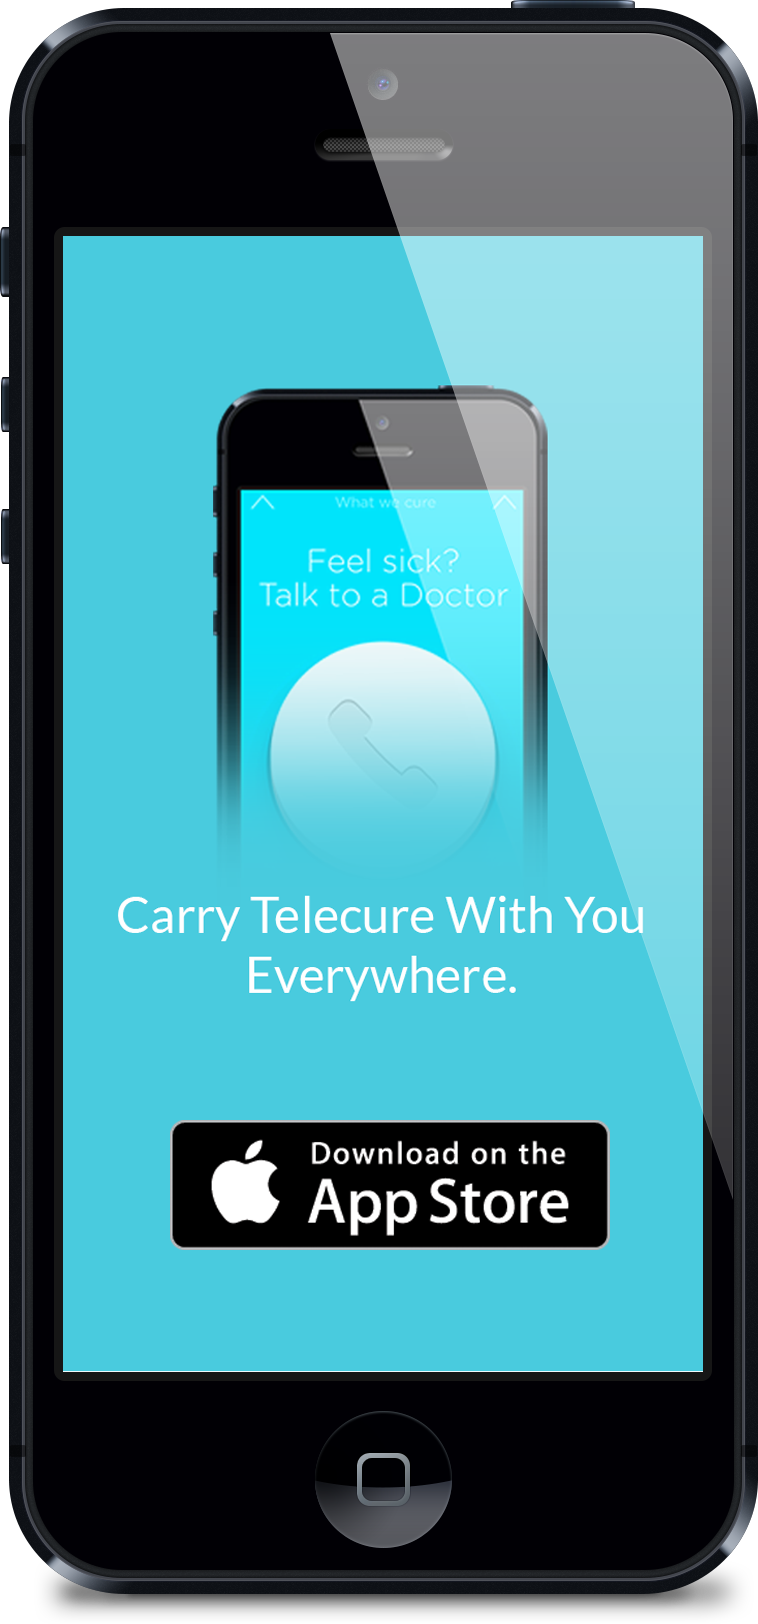 What we cure
Feel sick?
Talk to a Doctor
Carry Telecure With You
Everywhere.
Download on the
App Store